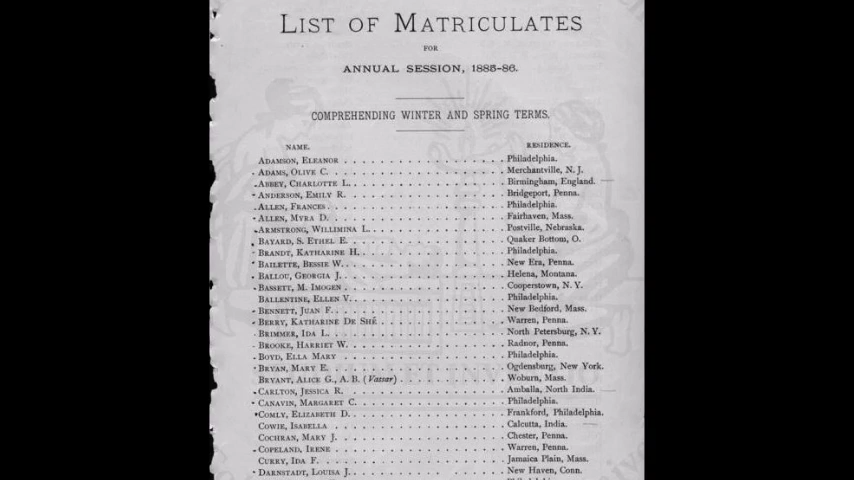 LIST OF MATRICULATES
FOR
ANNUAL SESSION, 1885-86.
COMPREHENDING WINTER AND SPRING TERMS.
NAME. RESIDENCE.
ADAMSON, ELEANOR . . . . . . . . . . . . . . Philadelphia.
ADAMS, OLIVE C. . . . . . . . . . . . . . . Merchantville, N. J.
ABBEY, CHARLOTTE L. . . . . . . . . . . . . Birmingham, England.
ANDERSON, EMILY R. . . . . . . . . . . . . Bridgeport, Penna.
ALLEN, FRANCES . . . . . . . . . . . . . . Philadelphia.
ALLEN, MYRA D. . . . . . . . . . . . . . . Fairhaven, Mass.
ARMSTRONG, WILLIMINA L. . . . . . . . . . . Postville, Nebraska.
BAYARD, S. ETHEL E. . . . . . . . . . . . . Quaker Bottom, O.
BRANDT, KATHARINE H. . . . . . . . . . . . Philadelphia.
BAILETTE, BESSIE W. . . . . . . . . . . . . New Era, Penna.
BALLOU, GEORGIA J. . . . . . . . . . . . . Helena, Montana.
BASSETT, M. IMOGEN . . . . . . . . . . . . Cooperstown, N. Y.
BALLENTINE, ELLEN V. . . . . . . . . . . . Philadelphia.
BENNETT, JUAN F. . . . . . . . . . . . . . New Bedford, Mass.
BERRY, KATHARINE DE SHÉ . . . . . . . . . . Warren, Penna.
BRIMMER, IDA L. . . . . . . . . . . . . . . North Petersburg, N. Y.
BROOKE, HARRIET W. . . . . . . . . . . . . Radnor, Penna.
BOYD, ELLA MARY . . . . . . . . . . . . . . Philadelphia.
BRYAN, MARY E. . . . . . . . . . . . . . . Ogdensburg, New York.
BRYANT, ALICE G., A. B. (Vassar) . . . . . . Woburn, Mass.
CARLTON, JESSICA R. . . . . . . . . . . . . Amballa, North India.
CANAVIN, MARGARET C. . . . . . . . . . . . Philadelphia.
COMLY, ELIZABETH D. . . . . . . . . . . . . Frankford, Philadelphia.
COWIE, ISABELLA . . . . . . . . . . . . . . Calcutta, India.
COCHRAN, MARY J. . . . . . . . . . . . . . Chester, Penna.
COPELAND, IRENE . . . . . . . . . . . . . . Warren, Penna.
CURRY, IDA F. . . . . . . . . . . . . . . . Jamaica Plain, Mass.
DARNSTADT, LOUISA J. . . . . . . . . . . . New Haven, Conn.